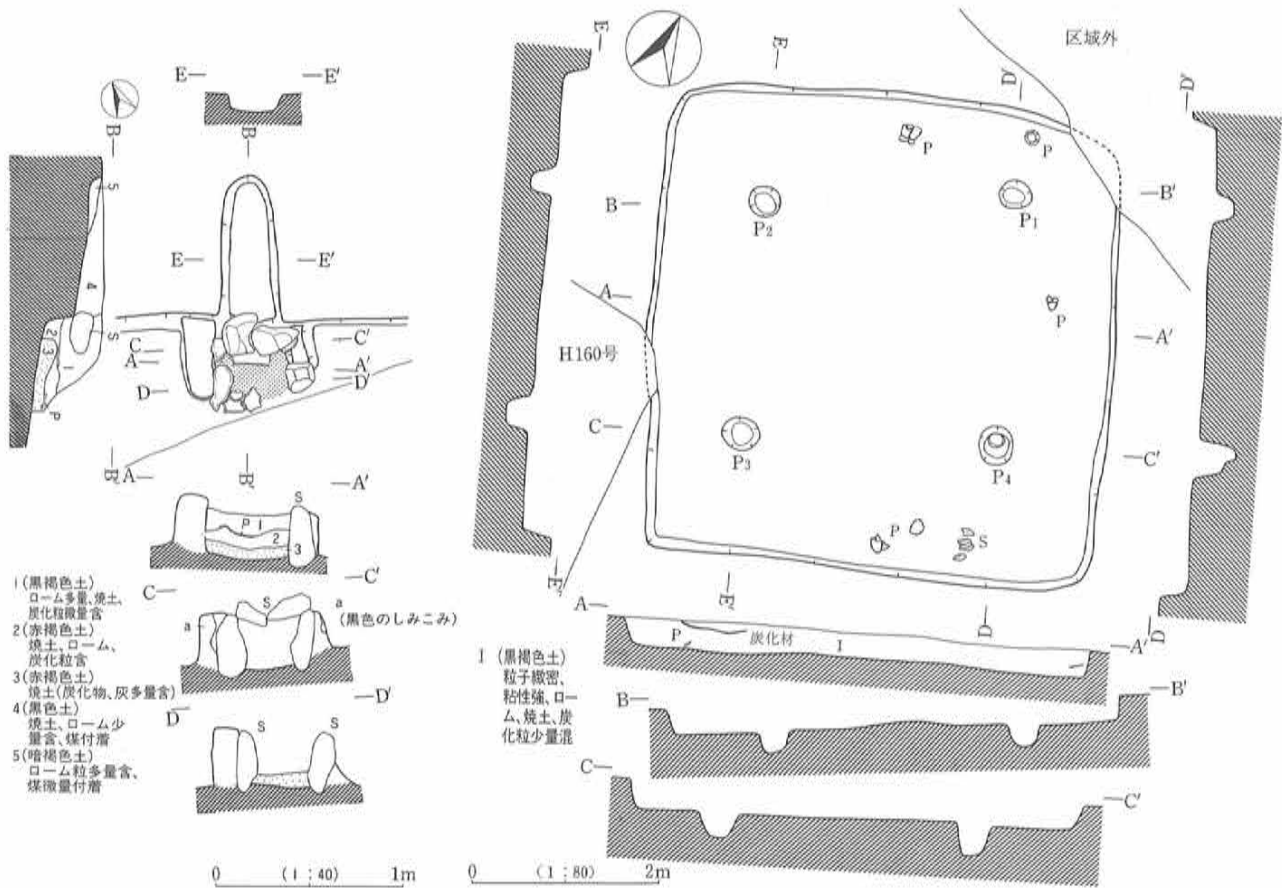 E E'
B
B
5
4
S
2
3
1
P
E E'
C C'
A A'
D D'
B'
B'
A A'
S
P 1
2
3
C C'
S
a
a
(黒色のしみこみ)
D D'
S S
1(黒褐色土)
ローム多量、焼土、
炭化粒微量含
2(赤褐色土)
焼土、ローム、
炭化粒含
3(赤褐色土)
焼土(炭化物、灰多量含)
4(黒色土)
焼土、ローム少
量含、煤付着
5(暗褐色土)
ローム粒多量含、
煤微量付着
0 (1:40) 1m
区域外
E
E
D'
D'
P P
B B'
P2 P1
A A'
P
H160号
C C'
P3 P4
P S
E'
E'
D
D
A A'
P 炭化材 I
I (黒褐色土)
粒子緻密、
粘性強、ロー
ム、焼土、炭
化粒少量混
B B'
C C'
0 (1:80) 2m